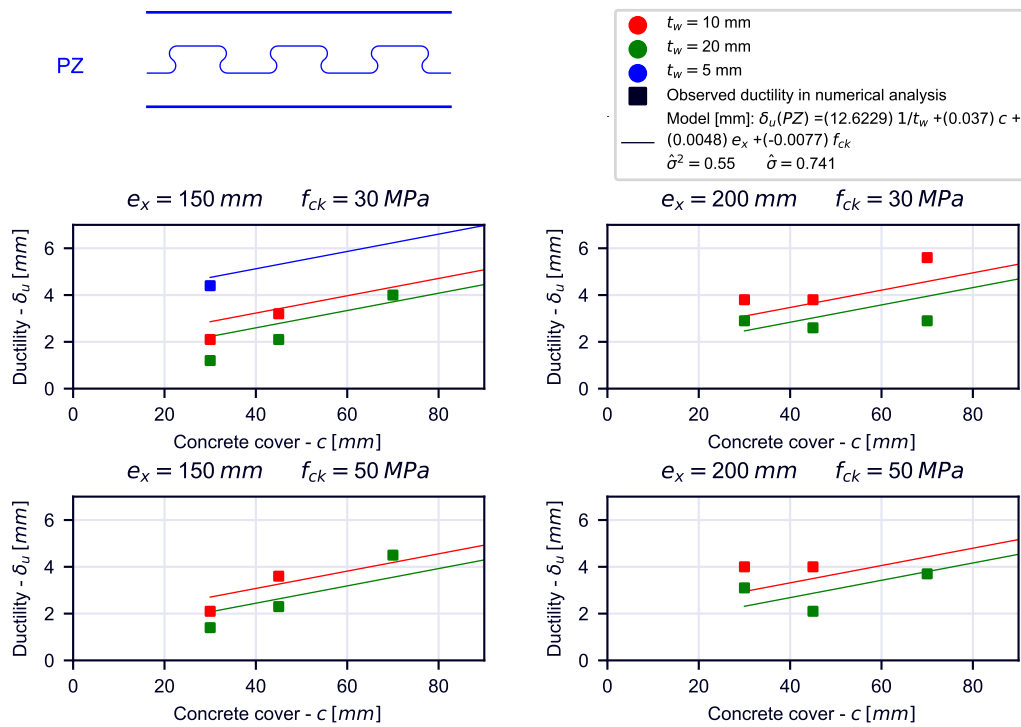 PZ
t_w = 10 mm
t_w = 20 mm
t_w = 5 mm
Observed ductility in numerical analysis
Model [mm]: δ_u(PZ) =(12.6229) 1/t_w +(0.037) c +
(0.0048) e_x +(-0.0077) f_ck
σ̂² = 0.55 σ̂ = 0.741
e_x = 150 mm f_ck = 30 MPa
Ductility - δ_u [mm]
6
4
2
0
0 20 40 60 80
Concrete cover - c [mm]
e_x = 200 mm f_ck = 30 MPa
Ductility - δ_u [mm]
6
4
2
0
0 20 40 60 80
Concrete cover - c [mm]
e_x = 150 mm f_ck = 50 MPa
Ductility - δ_u [mm]
6
4
2
0
0 20 40 60 80
Concrete cover - c [mm]
e_x = 200 mm f_ck = 50 MPa
Ductility - δ_u [mm]
6
4
2
0
0 20 40 60 80
Concrete cover - c [mm]